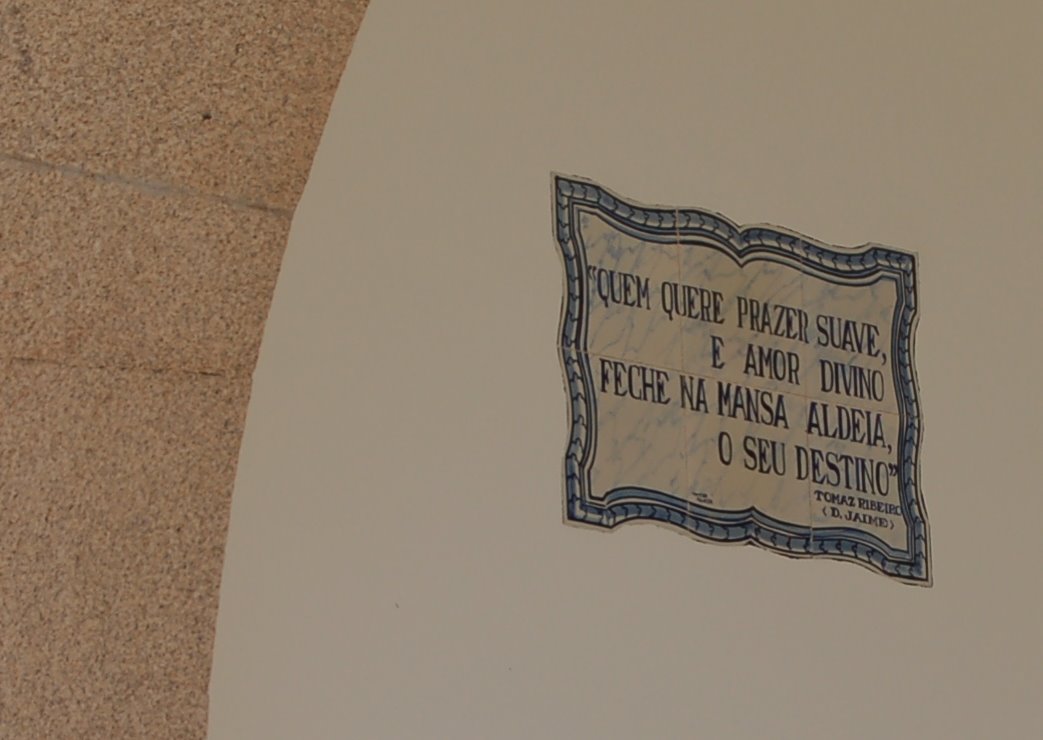 “QUEM QUERE PRAZER SUAVE,
E AMOR DIVINO
FECHE NA MANSA ALDEIA,
O SEU DESTINO”
TOMAZ RIBEIRO
(D. JAIME)